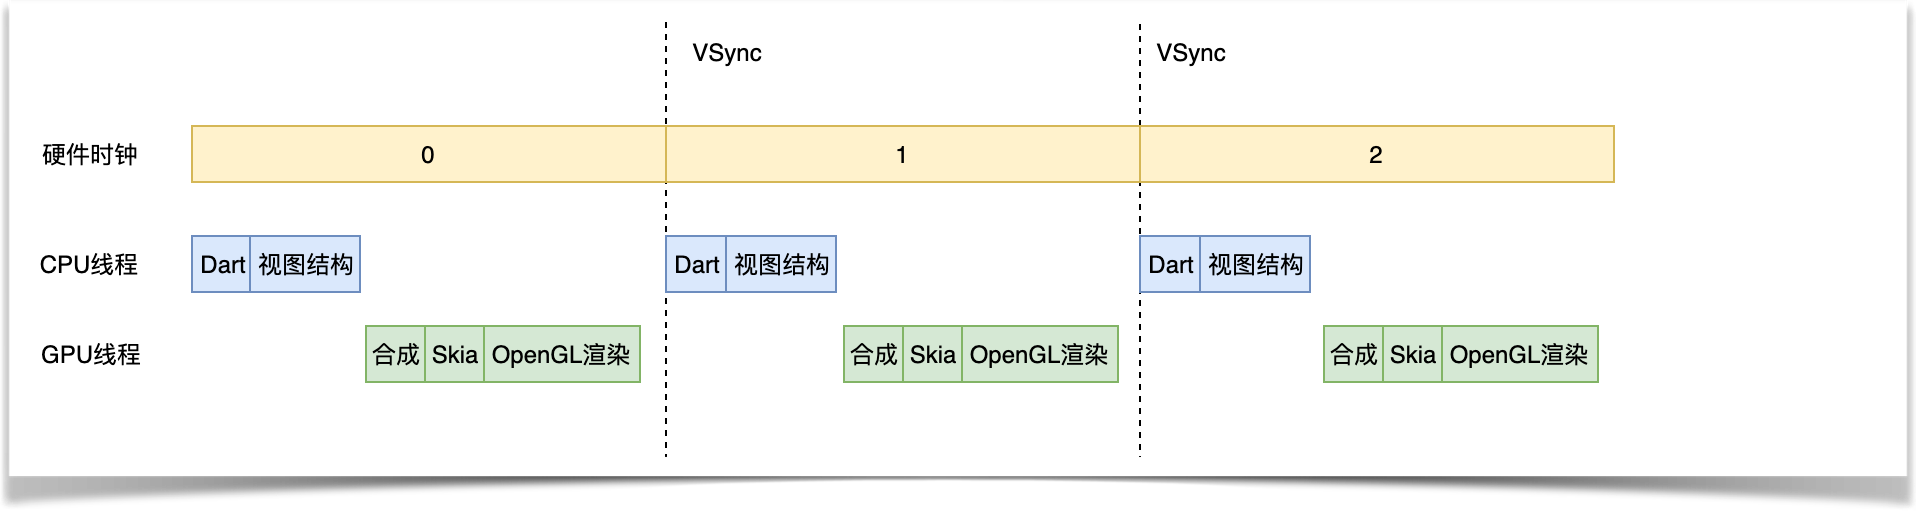 VSync VSync
硬件时钟 0 1 2
CPU线程 Dart 视图结构 Dart 视图结构 Dart 视图结构
GPU线程 合成 Skia OpenGL渲染 合成 Skia OpenGL渲染 合成 Skia OpenGL渲染